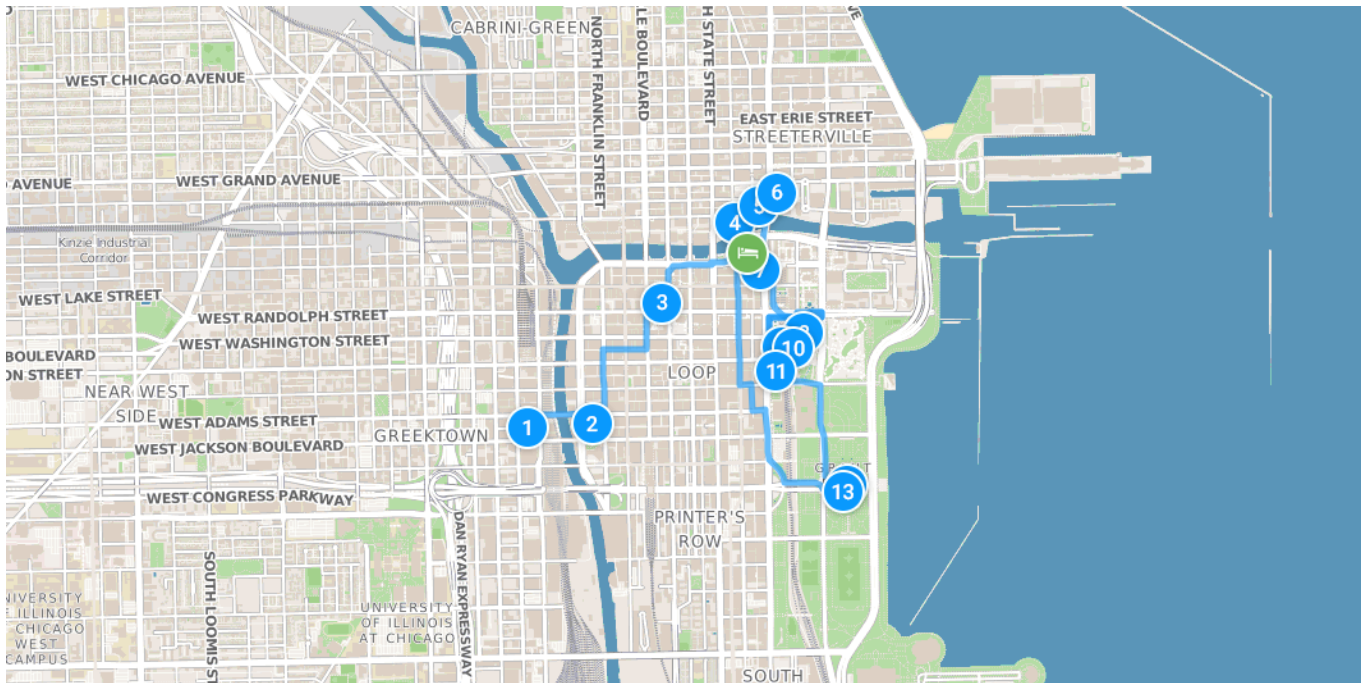 CABRINI-GREEN
NORTH FRANKLIN STREET
LE BOULEVARD
H STATE STREET
WEST CHICAGO AVENUE
EAST ERIE STREET
STREETERVILLE
AVENUE
WEST GRAND AVENUE
6
5
4
Kinzie Industrial
Corridor
7
WEST LAKE STREET
3
WEST RANDOLPH STREET
WEST WASHINGTON STREET
10
BOULEVARD
ON STREET
LOOP
11
NEAR WEST
SIDE
WEST ADAMS STREET
1
2
GREEKTOWN
WEST JACKSON BOULEVARD
13
WEST CONGRESS PARKWAY
DAN RYAN EXPRESSWAY
PRINTER'S
ROW
SOUTH LOOMIS ST
NIVERSITY
F ILLINOIS
CHICAGO
WEST
CAMPUS
UNIVERSITY
OF ILLINOIS
AT CHICAGO
SOUTH